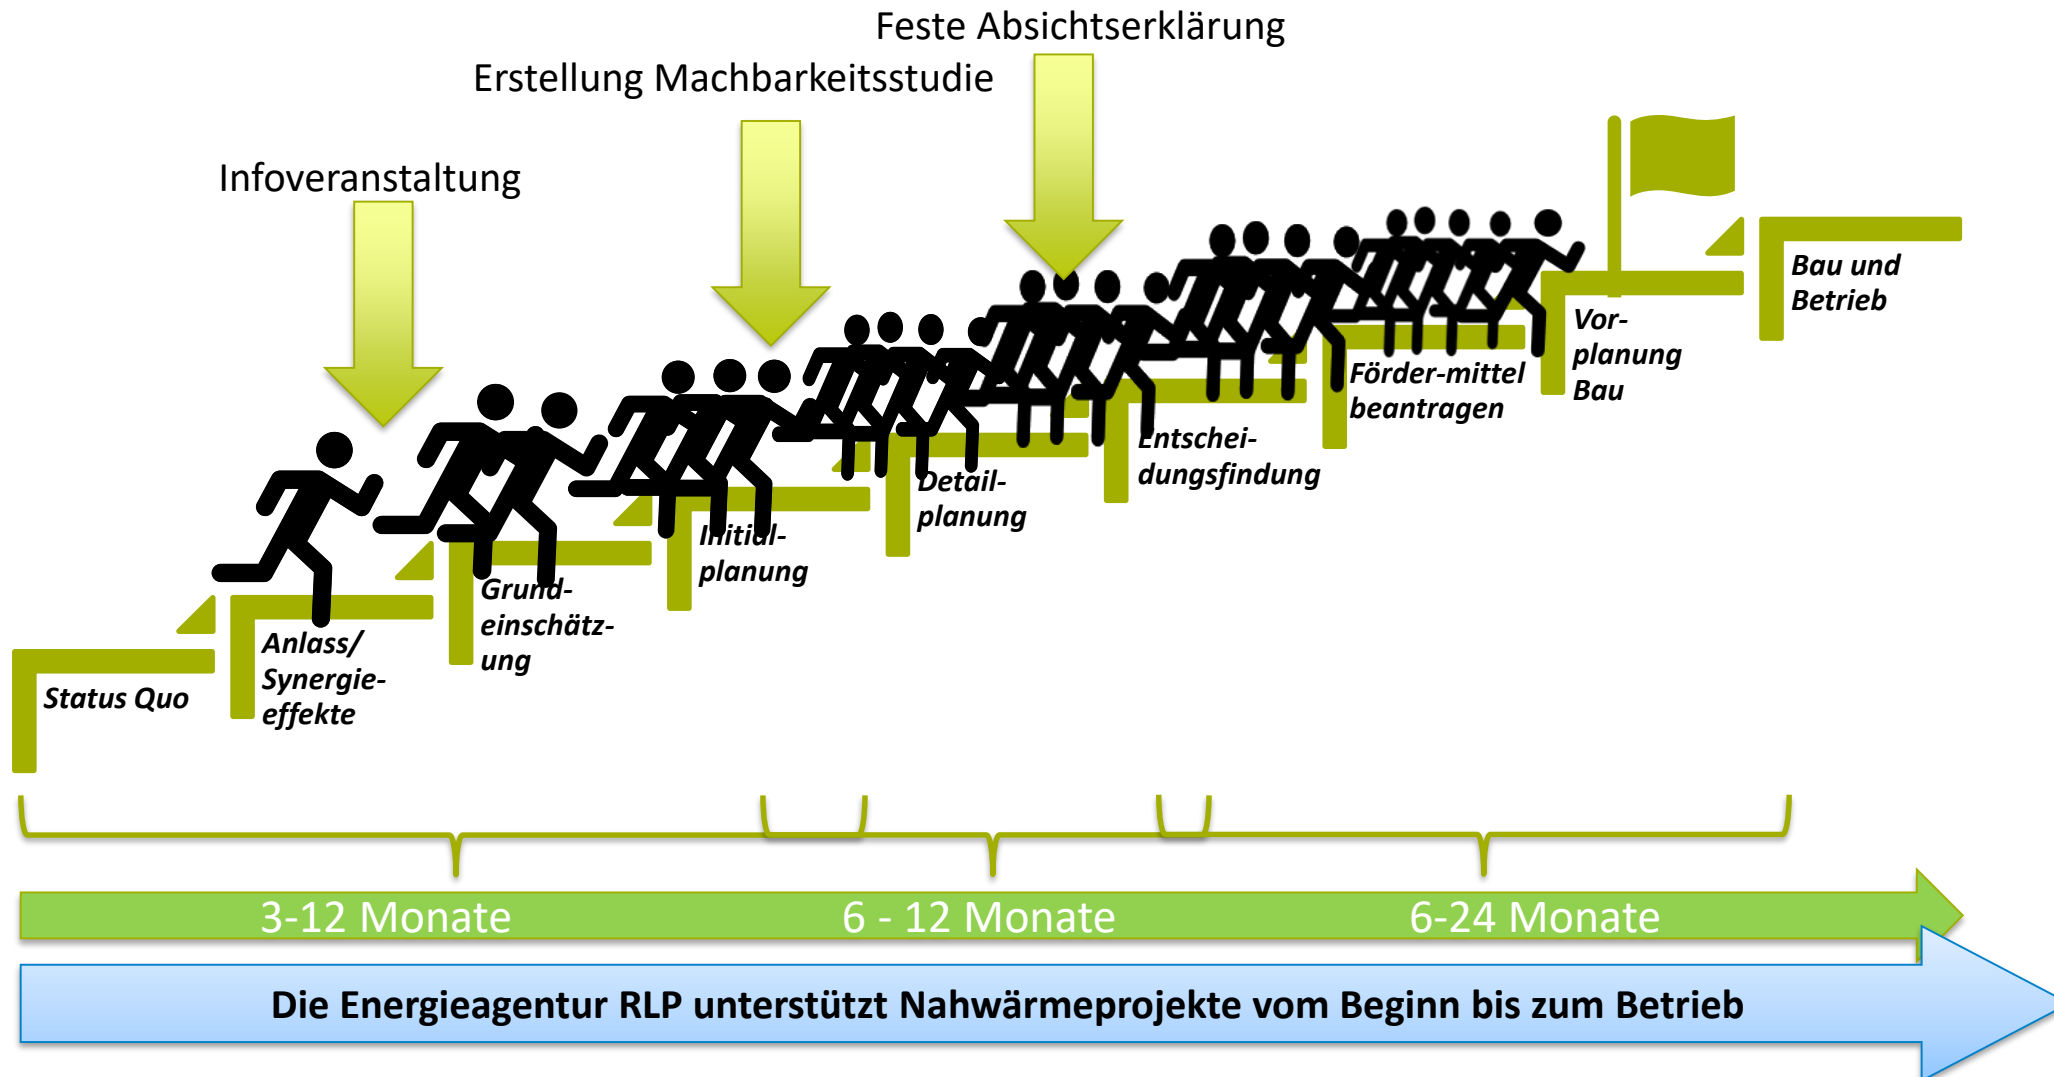 Feste Absichtserklärung
Erstellung Machbarkeitsstudie
Infoveranstaltung
Status Quo
Anlass/
Synergie-
effekte
Grund-
einschätz-
ung
Initial-
planung
Detail-
planung
Entschei-
dungsfindung
Förder-mittel
beantragen
Vor-
planung
Bau
Bau und
Betrieb
3-12 Monate
6 - 12 Monate
6-24 Monate
Die Energieagentur RLP unterstützt Nahwärmeprojekte vom Beginn bis zum Betrieb